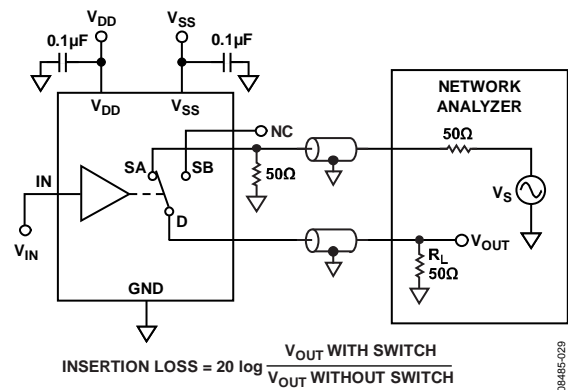 VDD
VSS
0.1µF
0.1µF
VDD
VSS
NETWORK
ANALYZER
NC
50Ω
SA
SB
50Ω
IN
VS
D
VOUT
VIN
RL
50Ω
GND
INSERTION LOSS = 20 log VOUT WITH SWITCH
VOUT WITHOUT SWITCH
08485-029